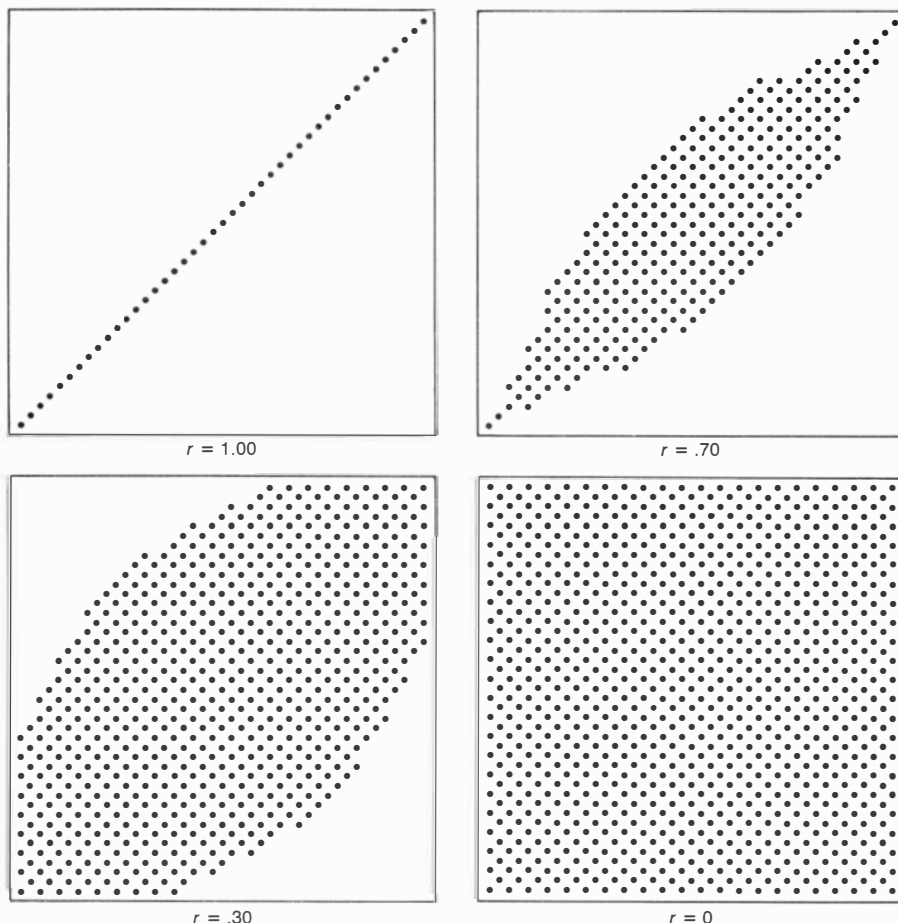 r = 1.00
r = .70
r = .30
r = 0